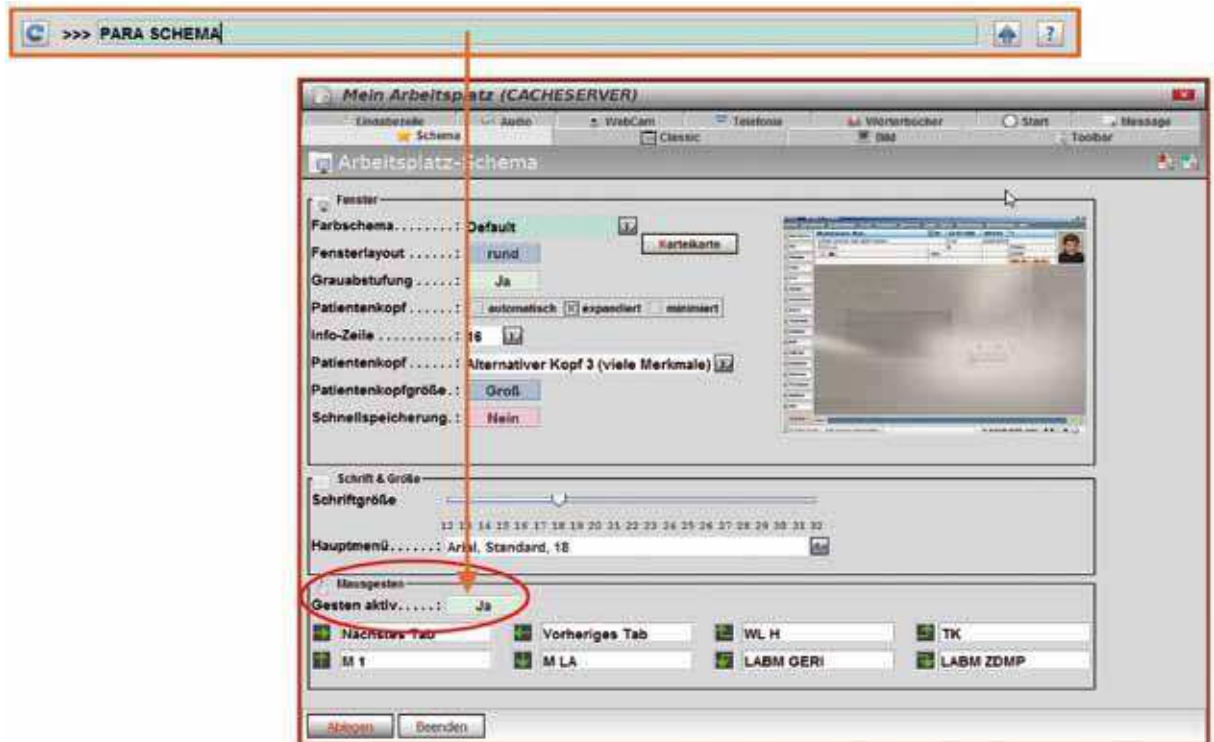 >>> PARA SCHEMA
?
Mein Arbeitsplatz (CACHESERVER)
Eingabezeile Audio WebCam Telefonie Wörterbücher Start Message
Schema Classic Bild Toolbar
Arbeitsplatz-Schema
Fenster
Farbschema........: Default
Karteikarte
Fensterlayout ......: rund
Grauabstufung .....: Ja
Patientenkopf......: automatisch expandiert minimiert
Info-Zeile ..........: 16
Patientenkopf......: Alternativer Kopf 3 (viele Merkmale)
Patientenkopfgröße.: Groß
Schnellspeicherung.: Nein
Schrift & Größe
Schriftgröße
12 13 14 15 16 17 18 19 20 21 22 23 24 25 26 27 28 29 30 31 32
Hauptmenü......: Arial, Standard, 18
Mausgesten
Gesten aktiv.....: Ja
Nächstes Tab Vorheriges Tab WL H TK
M 1 M LA LABM GERI LABM ZDMP
Ablegen Beenden